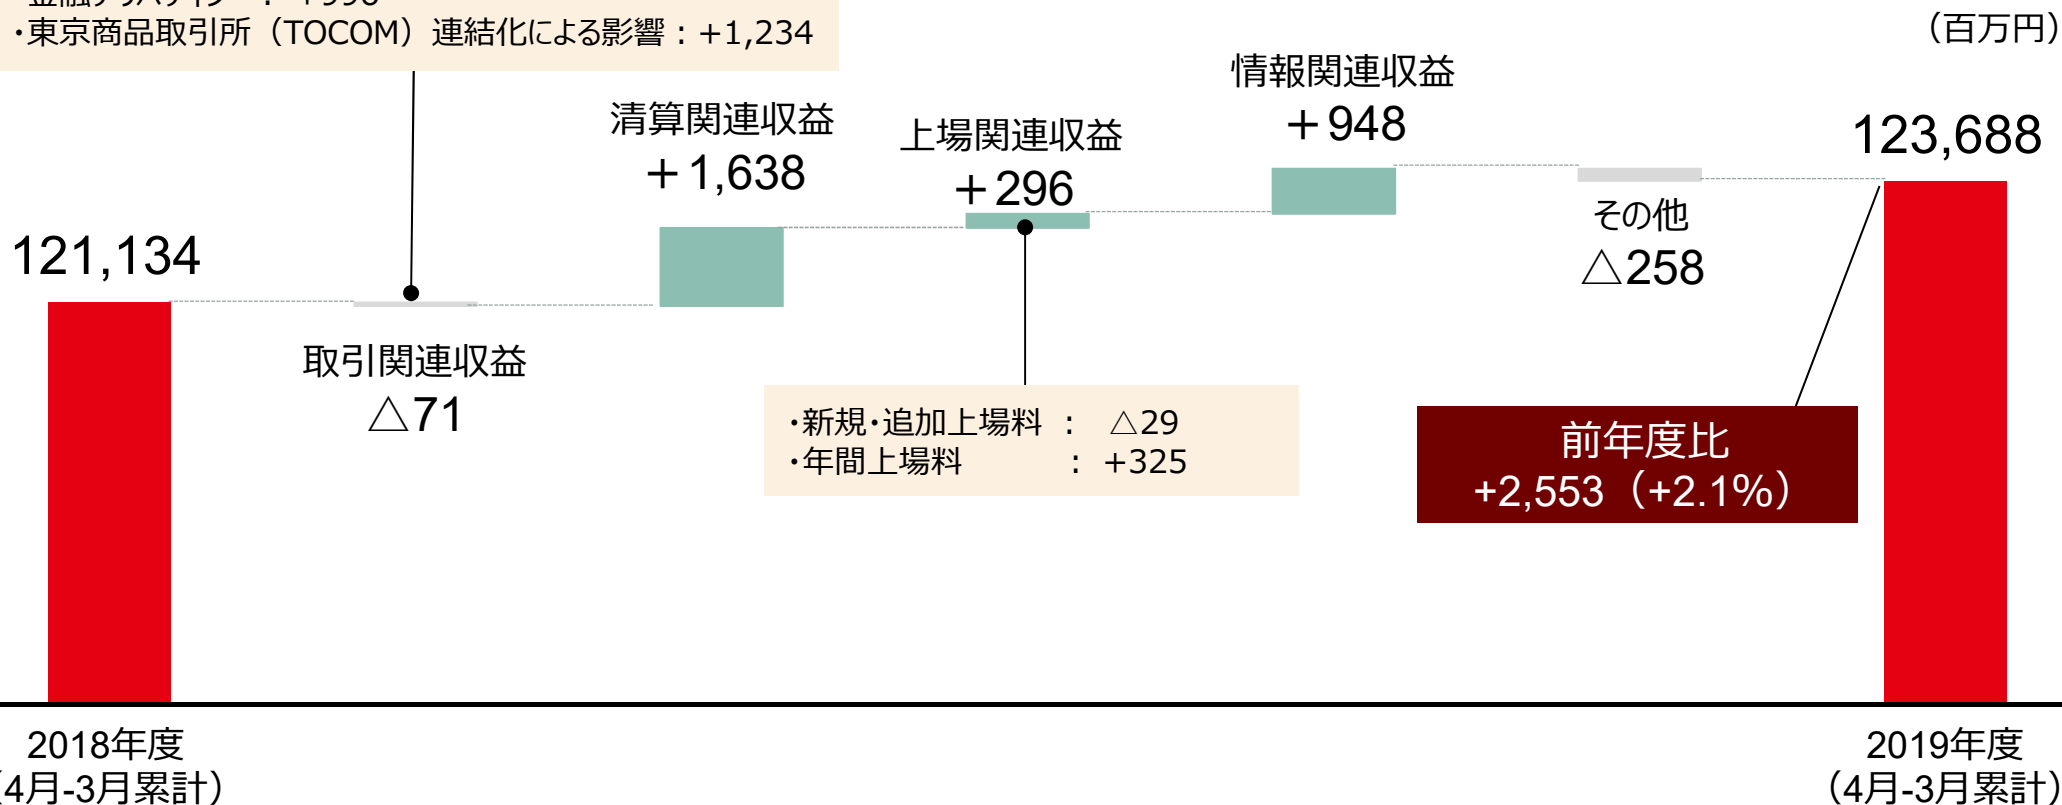 ・東京商品取引所（TOCOM）連結化による影響：+1,234
（百万円）
情報関連収益
＋948
清算関連収益
＋1,638
上場関連収益
＋296
123,688
121,134
その他
△258
取引関連収益
△71
・新規・追加上場料 ： △29
・年間上場料 ： +325
前年度比
+2,553（+2.1%）
2018年度
（4月-3月累計）
2019年度
（4月-3月累計）